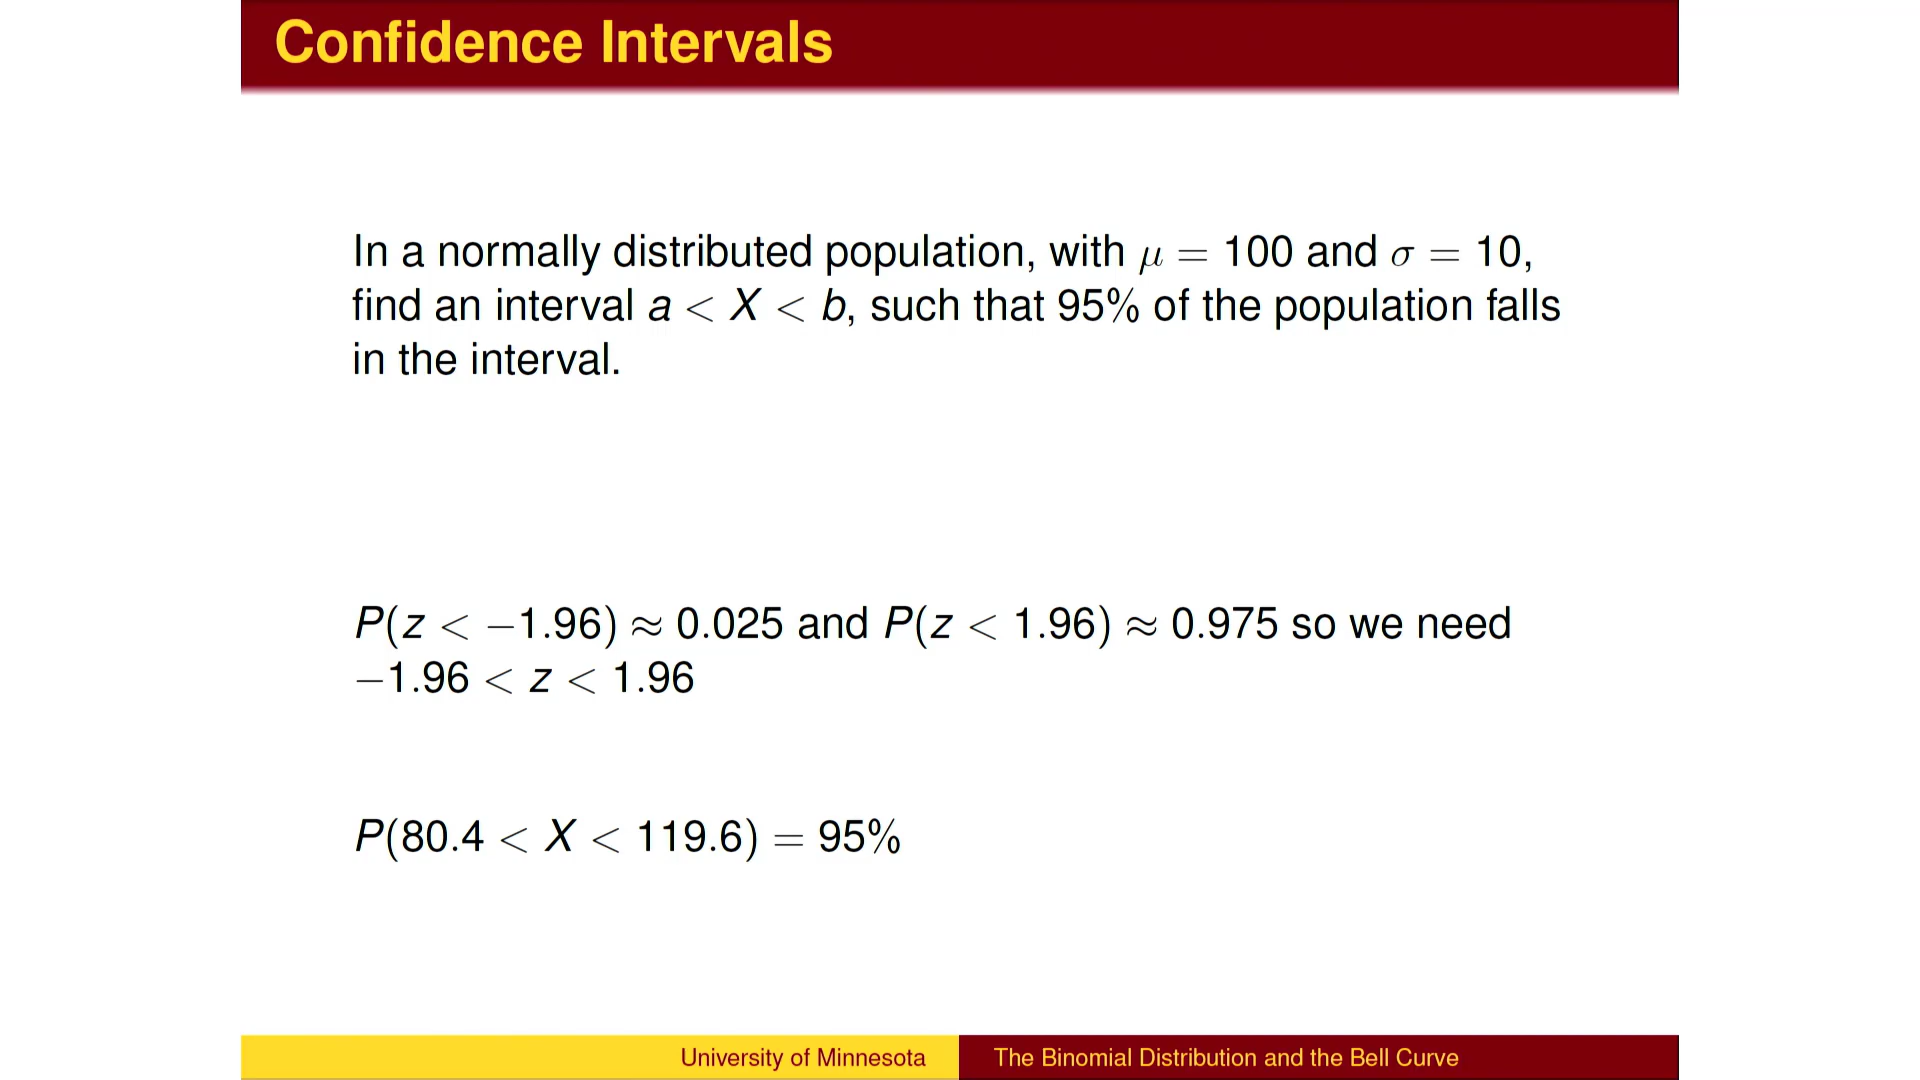 Confidence Intervals
In a normally distributed population, with μ = 100 and σ = 10,
find an interval a < X < b, such that 95% of the population falls
in the interval.
P(z < −1.96) ≈ 0.025 and P(z < 1.96) ≈ 0.975 so we need
−1.96 < z < 1.96
P(80.4 < X < 119.6) = 95%
University of Minnesota
The Binomial Distribution and the Bell Curve